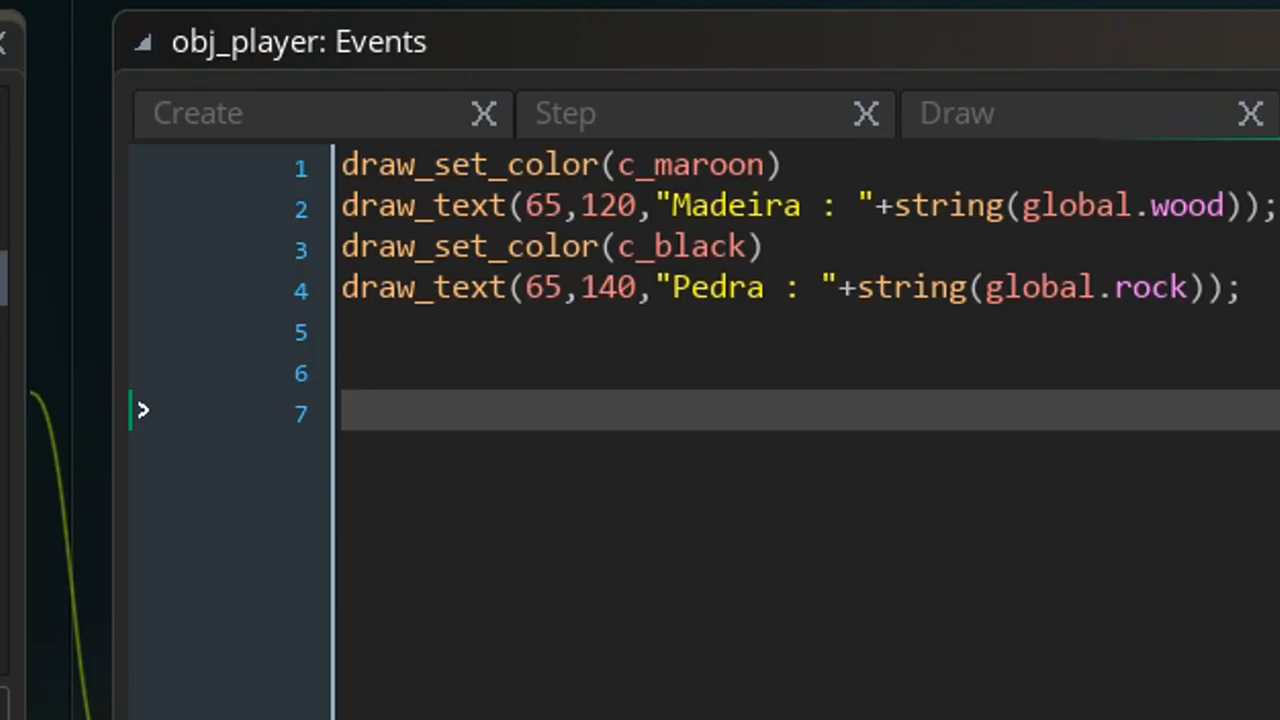 obj_player: Events
Create X Step X Draw X
1 draw_set_color(c_maroon)
2 draw_text(65,120,"Madeira : "+string(global.wood));
3 draw_set_color(c_black)
4 draw_text(65,140,"Pedra : "+string(global.rock));
5
6
> 7